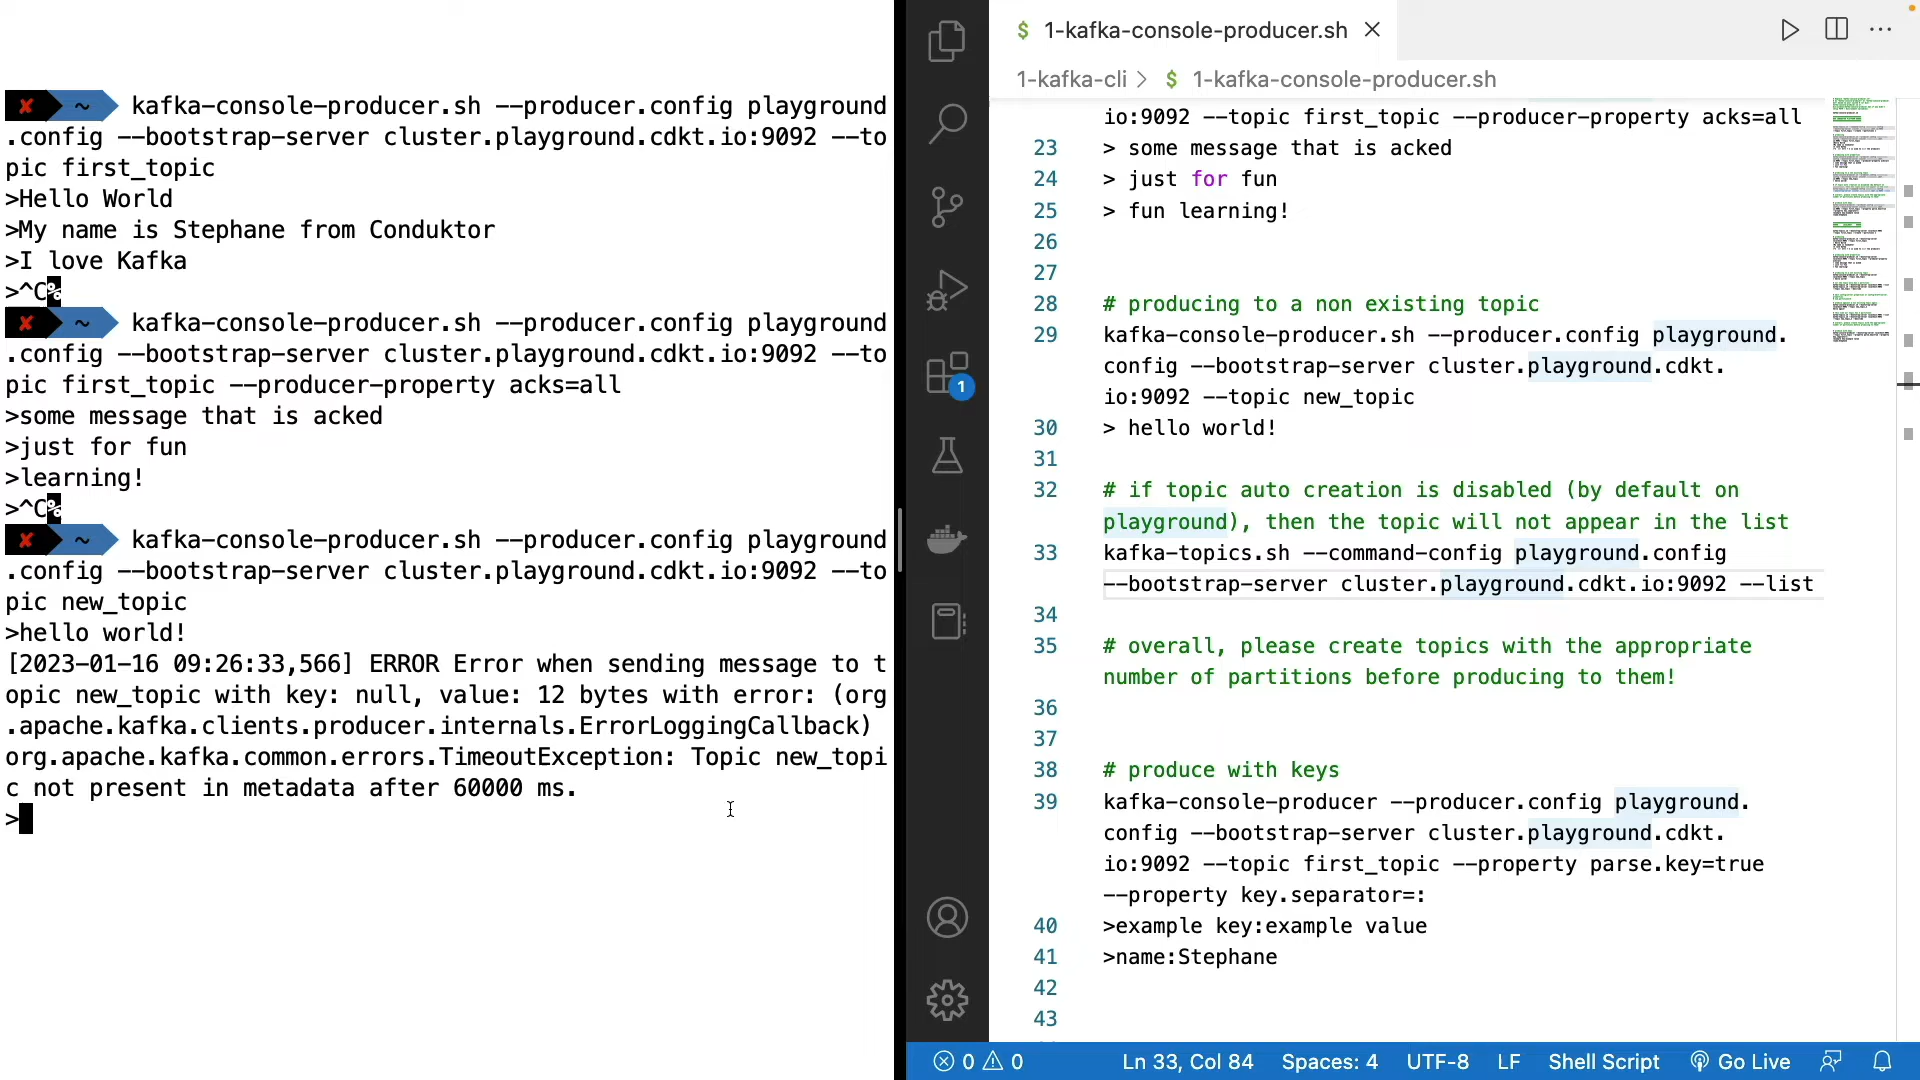 ✘ ~ kafka-console-producer.sh --producer.config playground
.config --bootstrap-server cluster.playground.cdkt.io:9092 --to
pic first_topic
>Hello World
>My name is Stephane from Conduktor
>I love Kafka
>^C%
✘ ~ kafka-console-producer.sh --producer.config playground
.config --bootstrap-server cluster.playground.cdkt.io:9092 --to
pic first_topic --producer-property acks=all
>some message that is acked
>just for fun
>learning!
>^C%
✘ ~ kafka-console-producer.sh --producer.config playground
.config --bootstrap-server cluster.playground.cdkt.io:9092 --to
pic new_topic
>hello world!
[2023-01-16 09:26:33,566] ERROR Error when sending message to t
opic new_topic with key: null, value: 12 bytes with error: (org
.apache.kafka.clients.producer.internals.ErrorLoggingCallback)
org.apache.kafka.common.errors.TimeoutException: Topic new_topi
c not present in metadata after 60000 ms.
>
1
$ 1-kafka-console-producer.sh
1-kafka-cli > $ 1-kafka-console-producer.sh
io:9092 --topic first_topic --producer-property acks=all
23 > some message that is acked
24 > just for fun
25 > fun learning!
26
27
28 # producing to a non existing topic
29 kafka-console-producer.sh --producer.config playground.
config --bootstrap-server cluster.playground.cdkt.
io:9092 --topic new_topic
30 > hello world!
31
32 # if topic auto creation is disabled (by default on
playground), then the topic will not appear in the list
33 kafka-topics.sh --command-config playground.config
--bootstrap-server cluster.playground.cdkt.io:9092 --list
34
35 # overall, please create topics with the appropriate
number of partitions before producing to them!
36
37
38 # produce with keys
39 kafka-console-producer --producer.config playground.
config --bootstrap-server cluster.playground.cdkt.
io:9092 --topic first_topic --property parse.key=true
--property key.separator=:
40 >example key:example value
41 >name:Stephane
42
43
0 0 Ln 33, Col 84 Spaces: 4 UTF-8 LF Shell Script Go Live